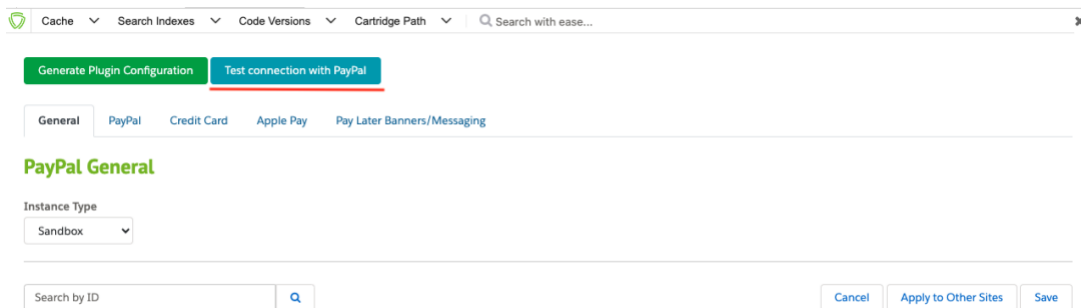 Cache Search Indexes Code Versions Cartridge Path Search with ease...
Generate Plugin Configuration Test connection with PayPal
General PayPal Credit Card Apple Pay Pay Later Banners/Messaging
PayPal General
Instance Type
Sandbox
Search by ID Cancel Apply to Other Sites Save